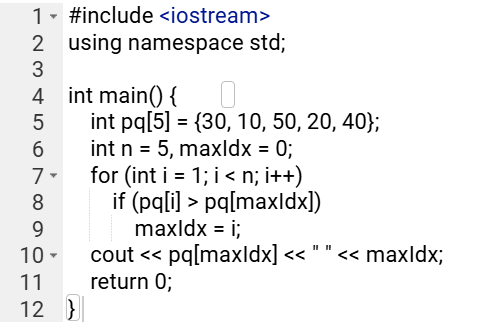 1 #include <iostream>
2 using namespace std;
3
4 int main() {
5     int pq[5] = {30, 10, 50, 20, 40};
6     int n = 5, maxIdx = 0;
7     for (int i = 1; i < n; i++)
8         if (pq[i] > pq[maxIdx])
9             maxIdx = i;
10     cout << pq[maxIdx] << " " << maxIdx;
11     return 0;
12 }